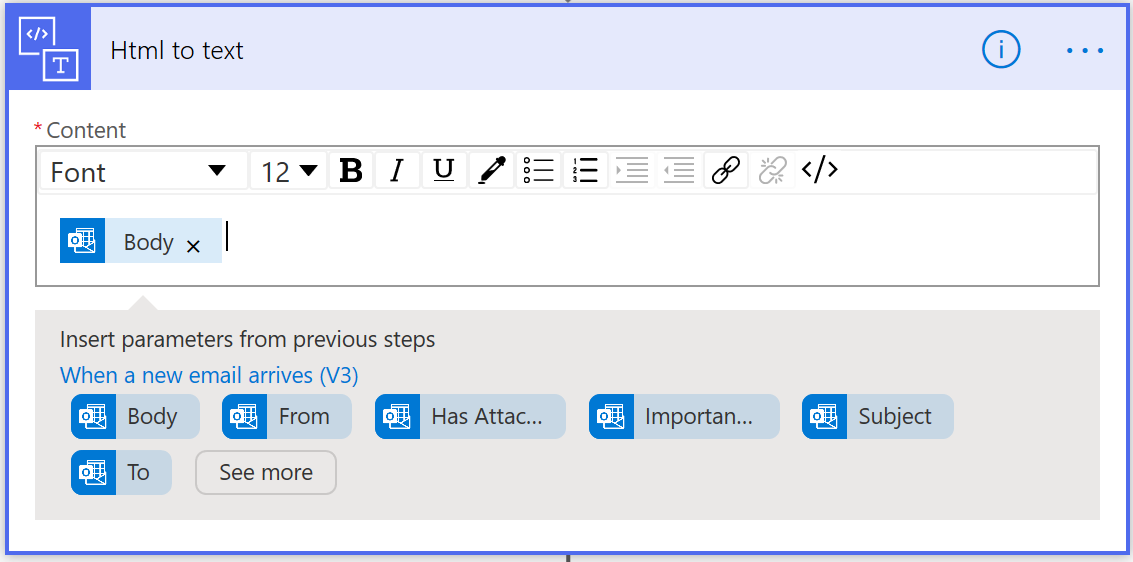 Html to text
* Content
Font 12 B I U
Body
Insert parameters from previous steps
When a new email arrives (V3)
Body From Has Attac... Importan... Subject
To See more